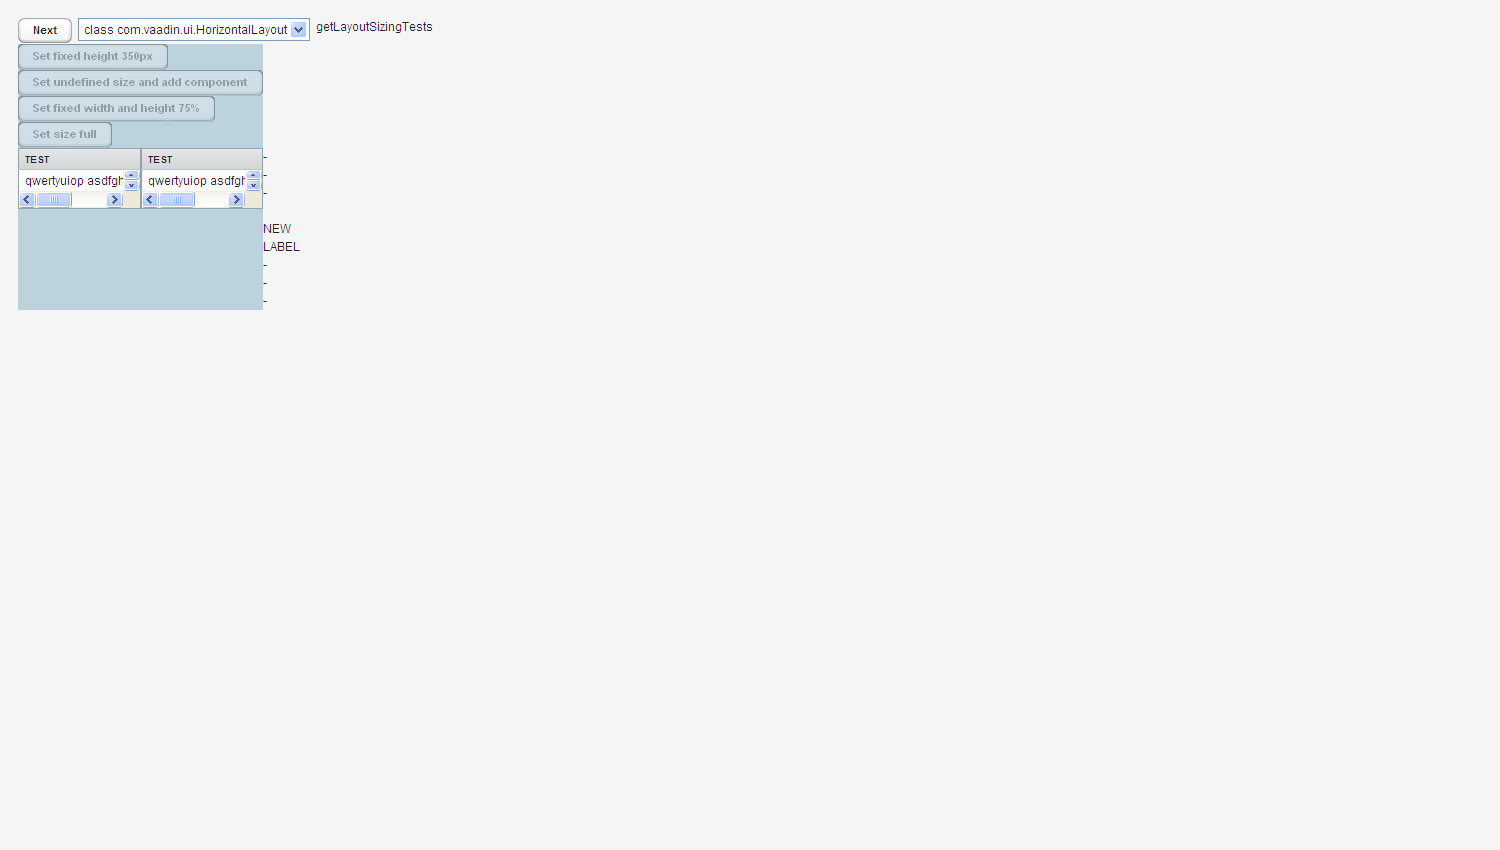 Next class com.vaadin.ui.HorizontalLayout getLayoutSizingTests
Set fixed height 350px
Set undefined size and add component
Set fixed width and height 75%
Set size full
TEST TEST
-
qwertyuiop asdfgh qwertyuiop asdfgh
-
-
NEW
LABEL
-
-
-